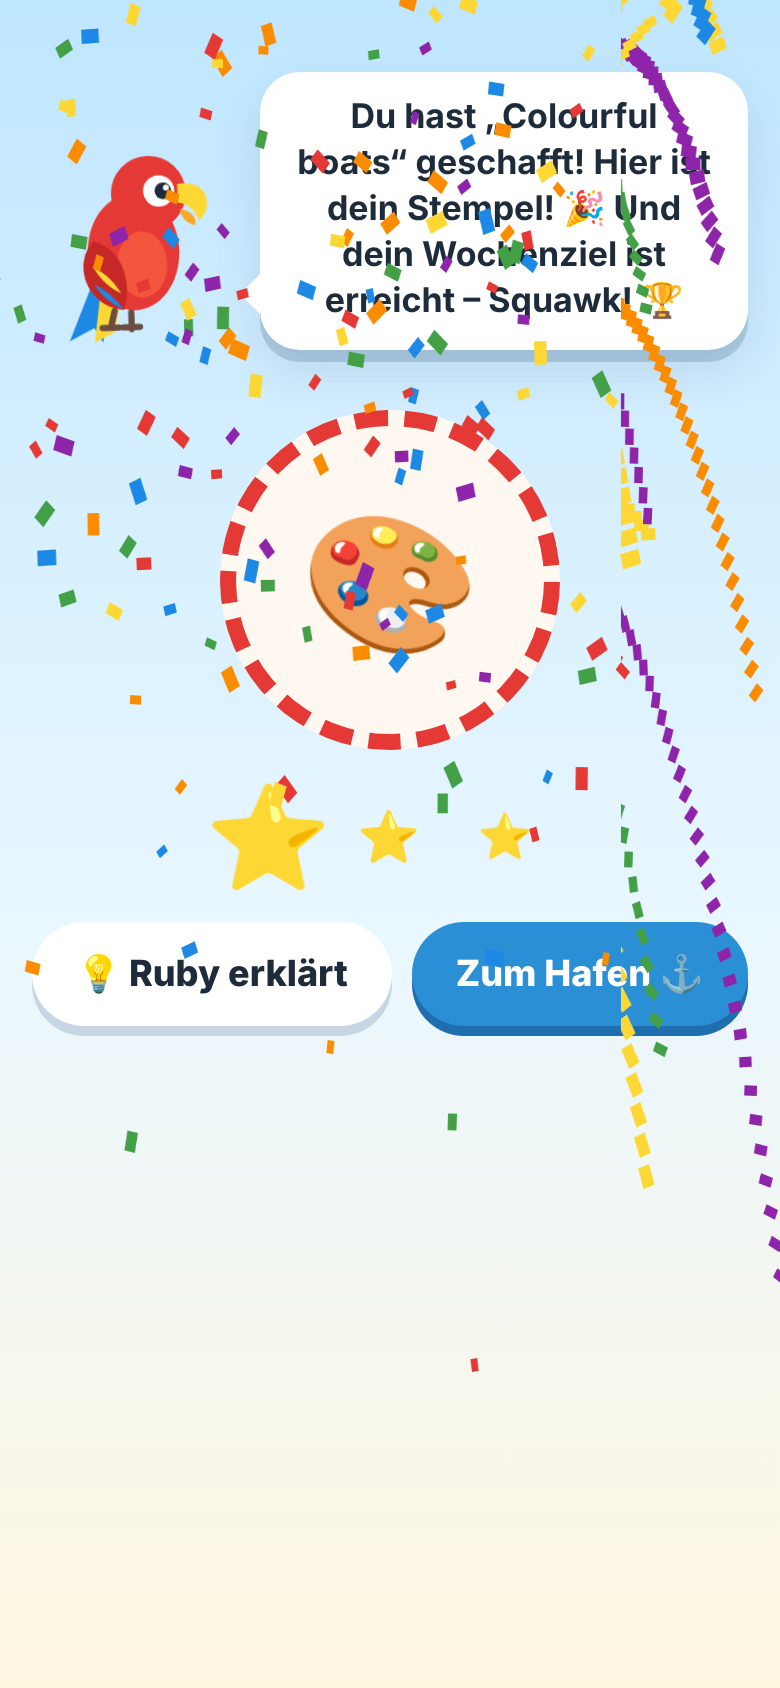 Du hast „Colourful
boats“ geschafft! Hier ist
dein Stempel! 🎉 Und
dein Wochenziel ist
erreicht – Squawk! 🏆
💡 Ruby erklärt
Zum Hafen ⚓